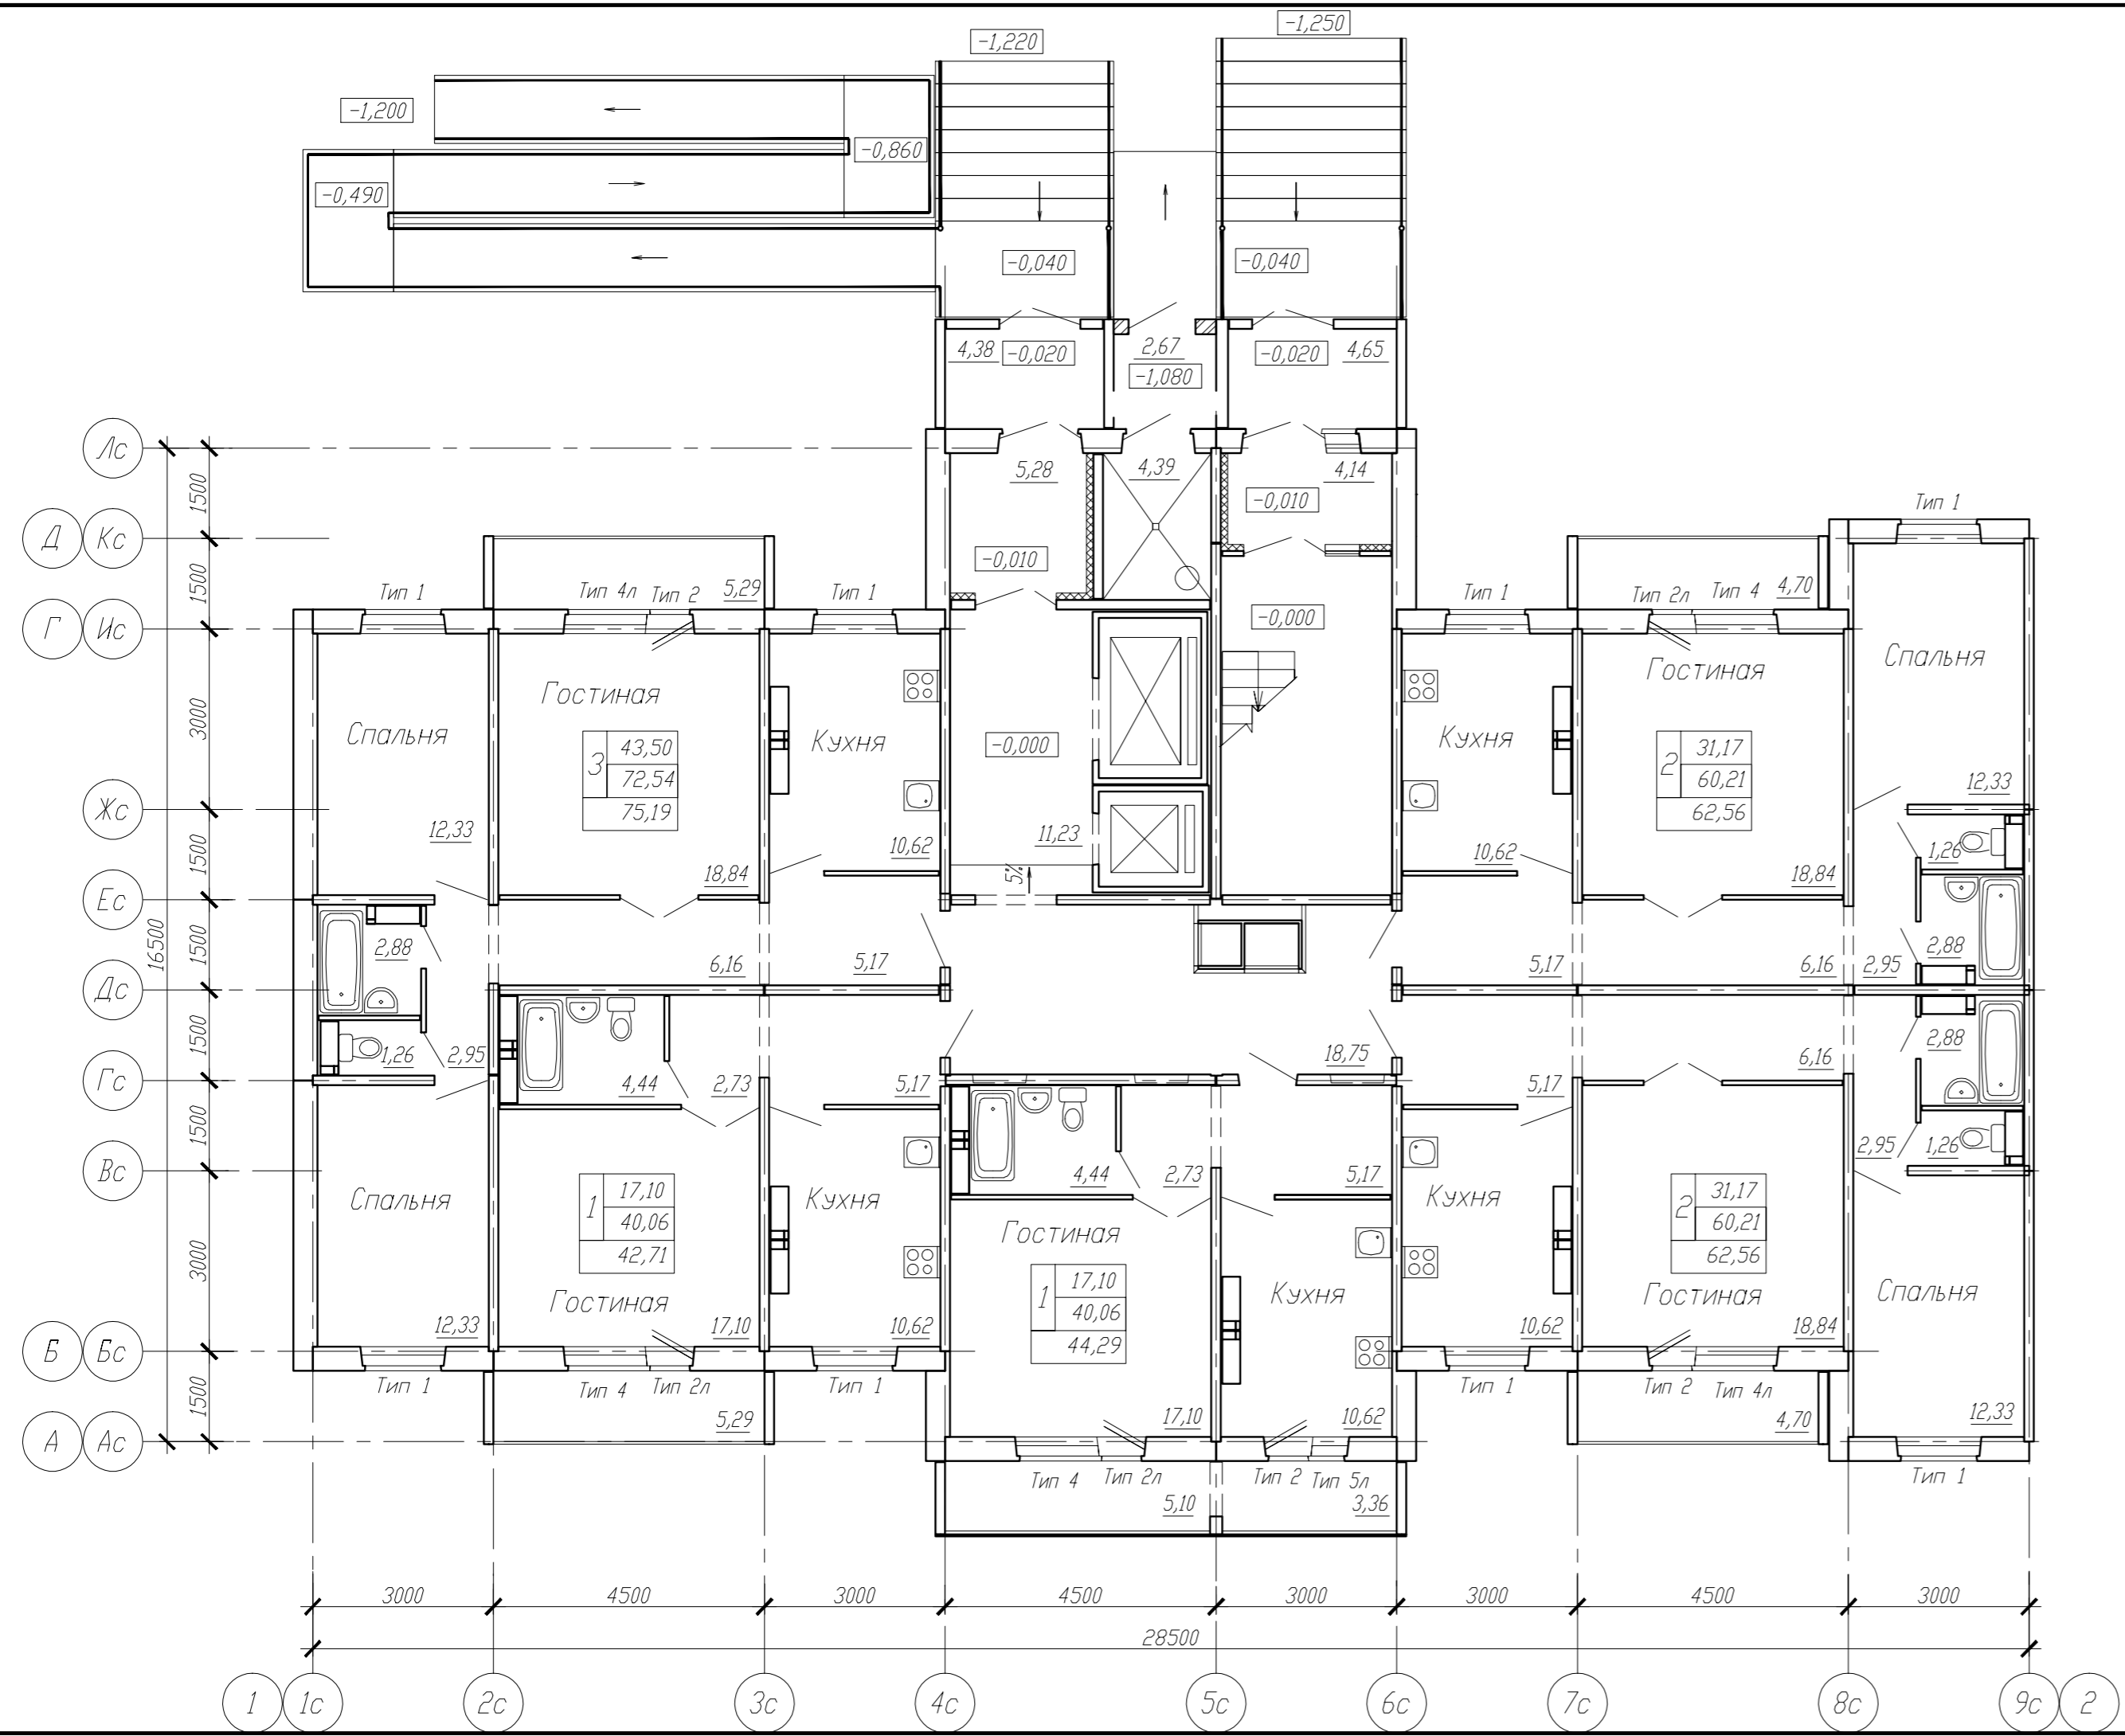 -1,250
-1,220
-1,200
-0,860
-0,490
-0,040
-0,040
4,38
-0,020
2,67
-1,080
-0,020
4,65
Лс
5,28
4,39
4,14
-0,010
Тип 1
1500
Д
Кс
-0,010
1500
Тип 1
Тип 4л
Тип 2
5,29
Тип 1
Тип 1
Тип 2л
Тип 4
4,70
Г
Ис
-0,000
Гостиная
Гостиная
Спальня
3000
Спальня
43,50
3
72,54
75,19
Кухня
-0,000
Кухня
31,17
2
60,21
62,56
12,33
Жс
12,33
10,62
11,23
10,62
1,26
1500
18,84
5%
18,84
Ес
16500
1500
2,88
6,16
5,17
5,17
6,16
2,95
2,88
Дс
1500
1,26
2,95
4,44
2,73
5,17
18,75
5,17
6,16
2,88
Гс
1500
4,44
2,73
5,17
2,95
1,26
Вс
Спальня
17,10
1
40,06
42,71
Кухня
Гостиная
Кухня
31,17
2
60,21
62,56
3000
Гостиная
17,10
1
40,06
44,29
Кухня
Гостиная
Спальня
12,33
17,10
10,62
10,62
18,84
Б
Бс
Тип 1
Тип 4
Тип 2л
Тип 1
Тип 1
Тип 2
Тип 4л
1500
5,29
17,10
10,62
4,70
12,33
А
Ас
Тип 4
Тип 2л
Тип 2
Тип 5л
Тип 1
5,10
3,36
3000
4500
3000
4500
3000
3000
4500
3000
28500
1
1с
2с
3с
4с
5с
6с
7с
8с
9с
2